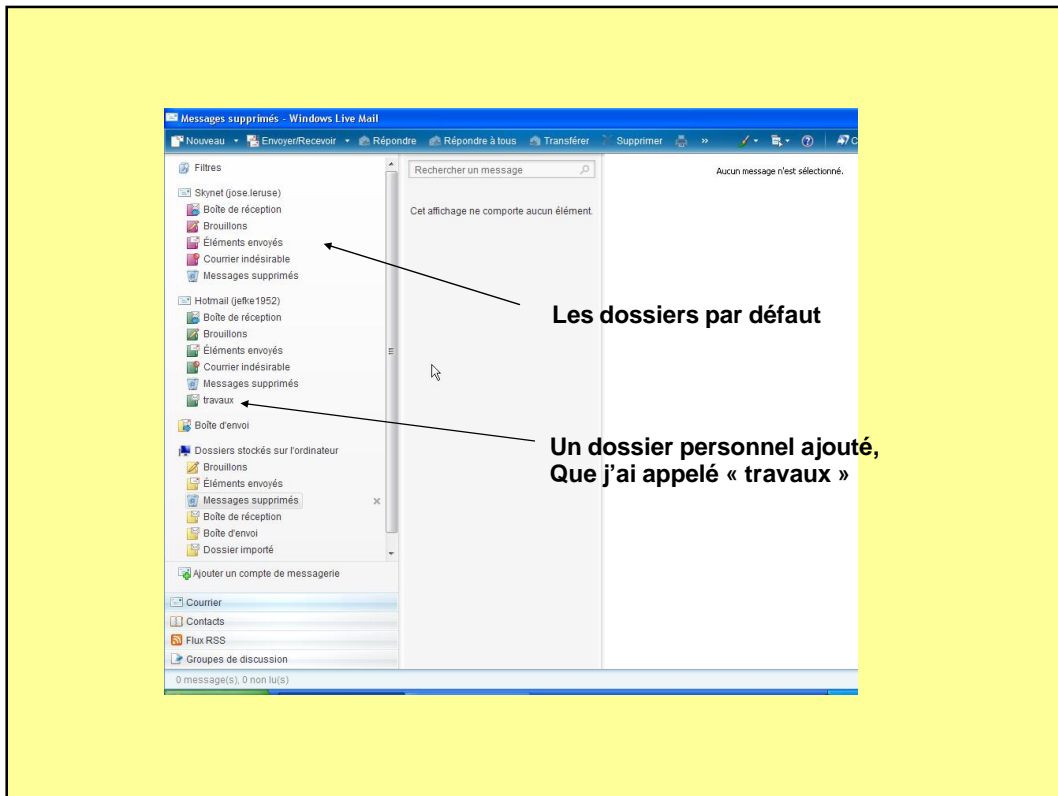 Messages supprimés - Windows Live Mail
Nouveau Envoyer/Recevoir Répondre Répondre à tous Transférer Supprimer »
Filtres
Skynet (jose.leruse)
Boîte de réception
Brouillons
Éléments envoyés
Courrier indésirable
Messages supprimés
Hotmail (jefke1952)
Boîte de réception
Brouillons
Éléments envoyés
Courrier indésirable
Messages supprimés
travaux
Boîte d'envoi
Dossiers stockés sur l'ordinateur
Brouillons
Éléments envoyés
Messages supprimés
Boîte de réception
Boîte d'envoi
Dossier importé
Ajouter un compte de messagerie
Courrier
Contacts
Flux RSS
Groupes de discussion
0 message(s), 0 non lu(s)
Rechercher un message
Cet affichage ne comporte aucun élément.
Aucun message n'est sélectionné.
Les dossiers par défaut
Un dossier personnel ajouté,
Que j’ai appelé « travaux »